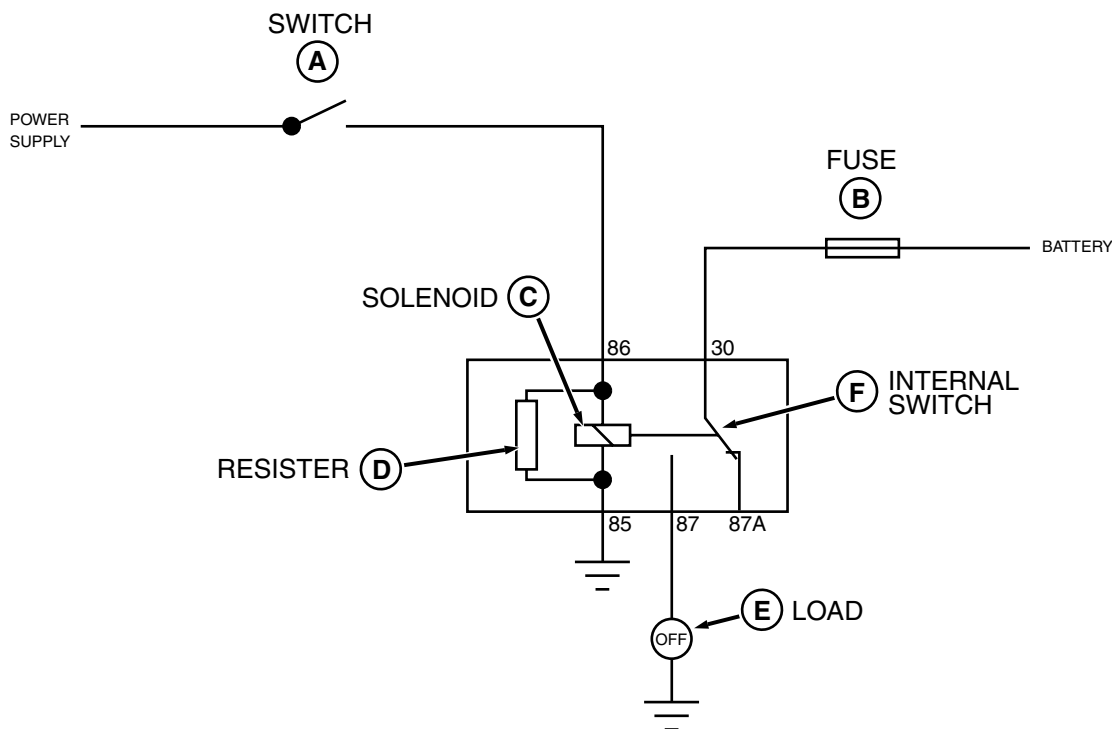 SWITCH
A
POWER
SUPPLY
FUSE
B
BATTERY
SOLENOID C
86
30
F INTERNAL
SWITCH
RESISTER D
85
87
87A
E LOAD
OFF